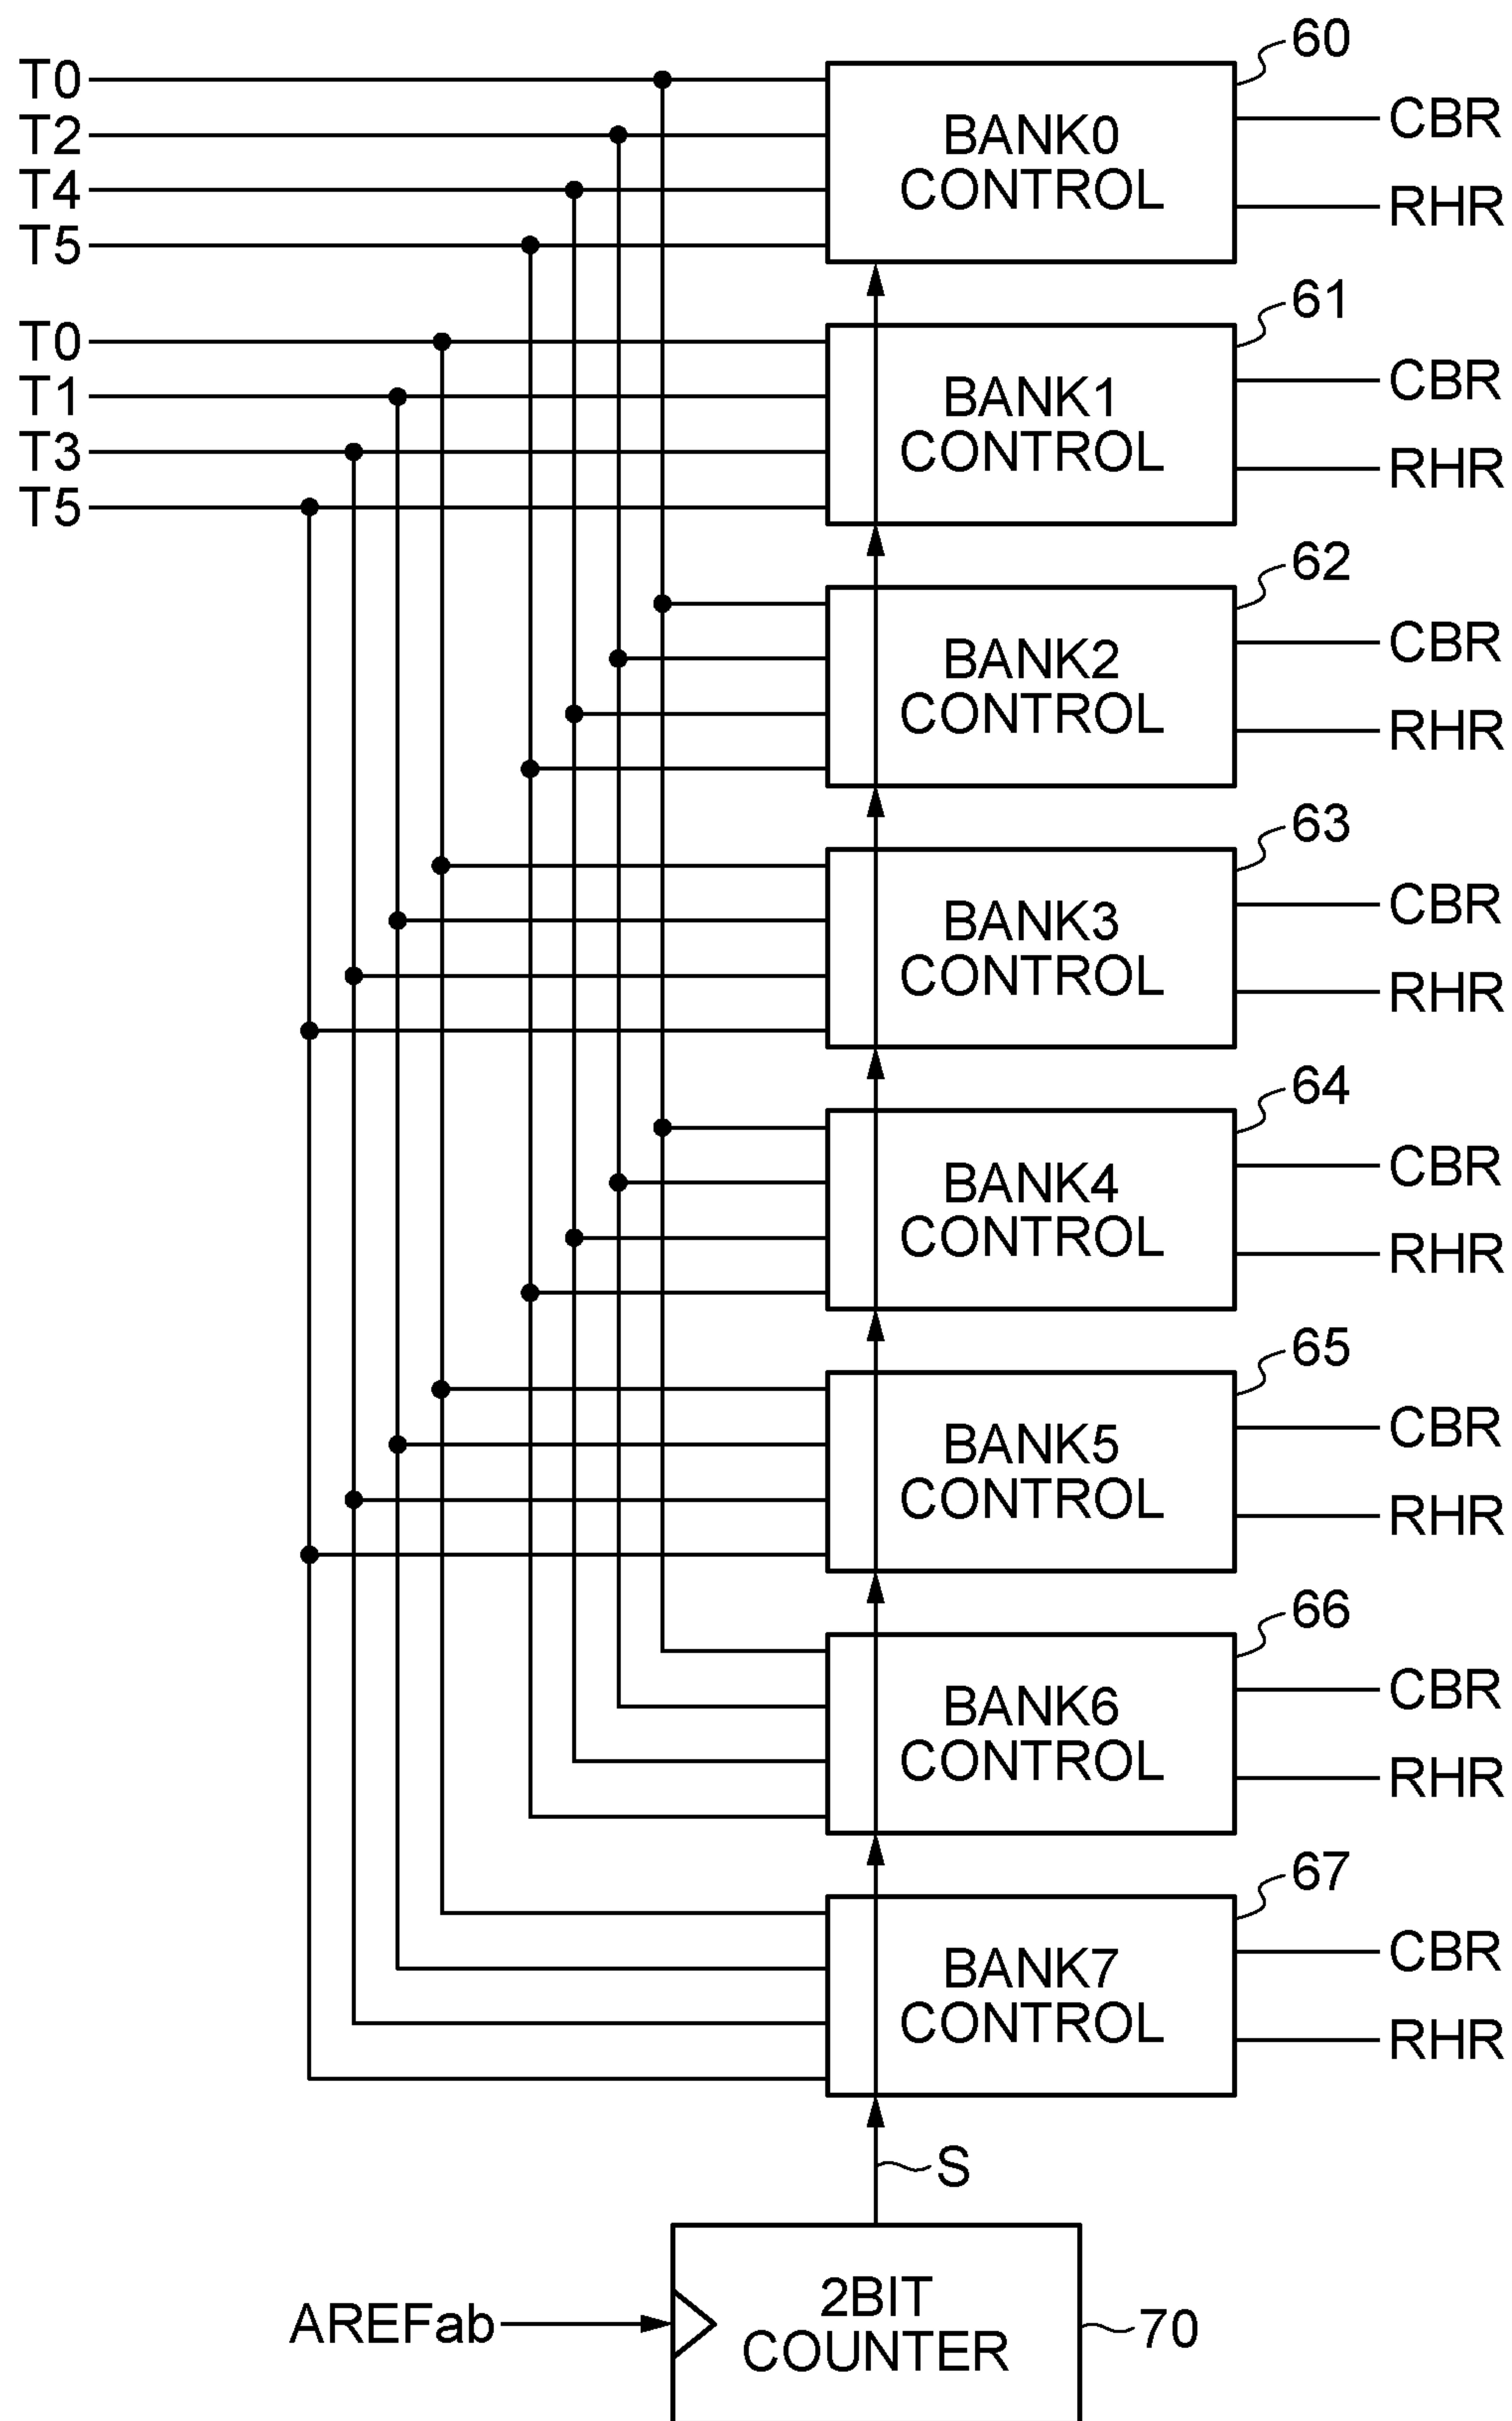 60
T0
T2
T4
T5
BANK0
CONTROL
CBR
RHR
61
T0
T1
T3
T5
BANK1
CONTROL
CBR
RHR
62
BANK2
CONTROL
CBR
RHR
63
BANK3
CONTROL
CBR
RHR
64
BANK4
CONTROL
CBR
RHR
65
BANK5
CONTROL
CBR
RHR
66
BANK6
CONTROL
CBR
RHR
67
BANK7
CONTROL
CBR
RHR
S
AREFab
2BIT
COUNTER
70